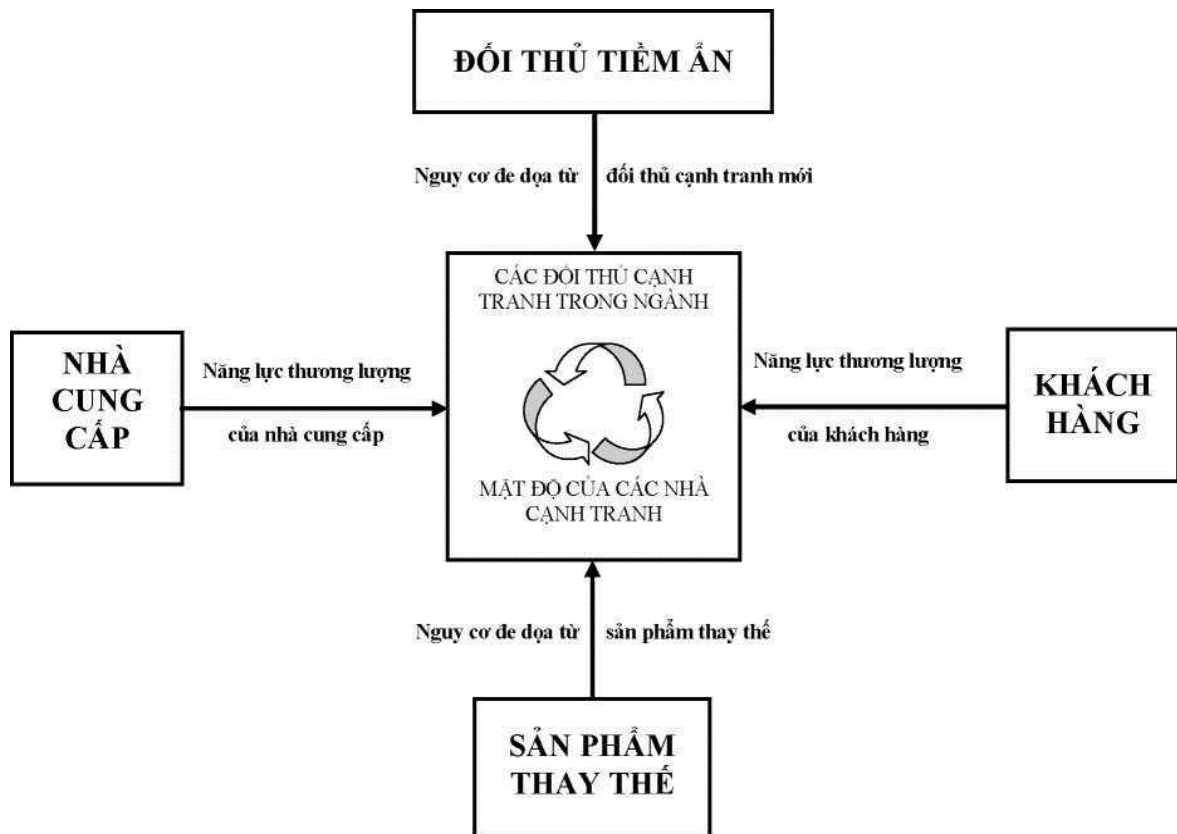 ĐỐI THỦ TIỀM ẨN
Nguy cơ đe dọa từ đối thủ cạnh tranh mới
CÁC ĐỐI THỦ CẠNH
TRANH TRONG NGÀNH
NHÀ
CUNG
CẤP
Năng lực thương lượng
của nhà cung cấp
Năng lực thương lượng
của khách hàng
KHÁCH
HÀNG
MẬT ĐỘ CỦA CÁC NHÀ
CẠNH TRANH
Nguy cơ đe dọa từ sản phẩm thay thế
SẢN PHẨM
THAY THẾ